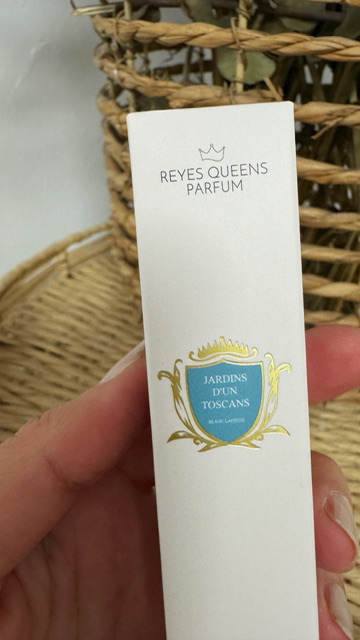 REYES QUEENS
PARFUM
JARDINS
D'UN
TOSCANS